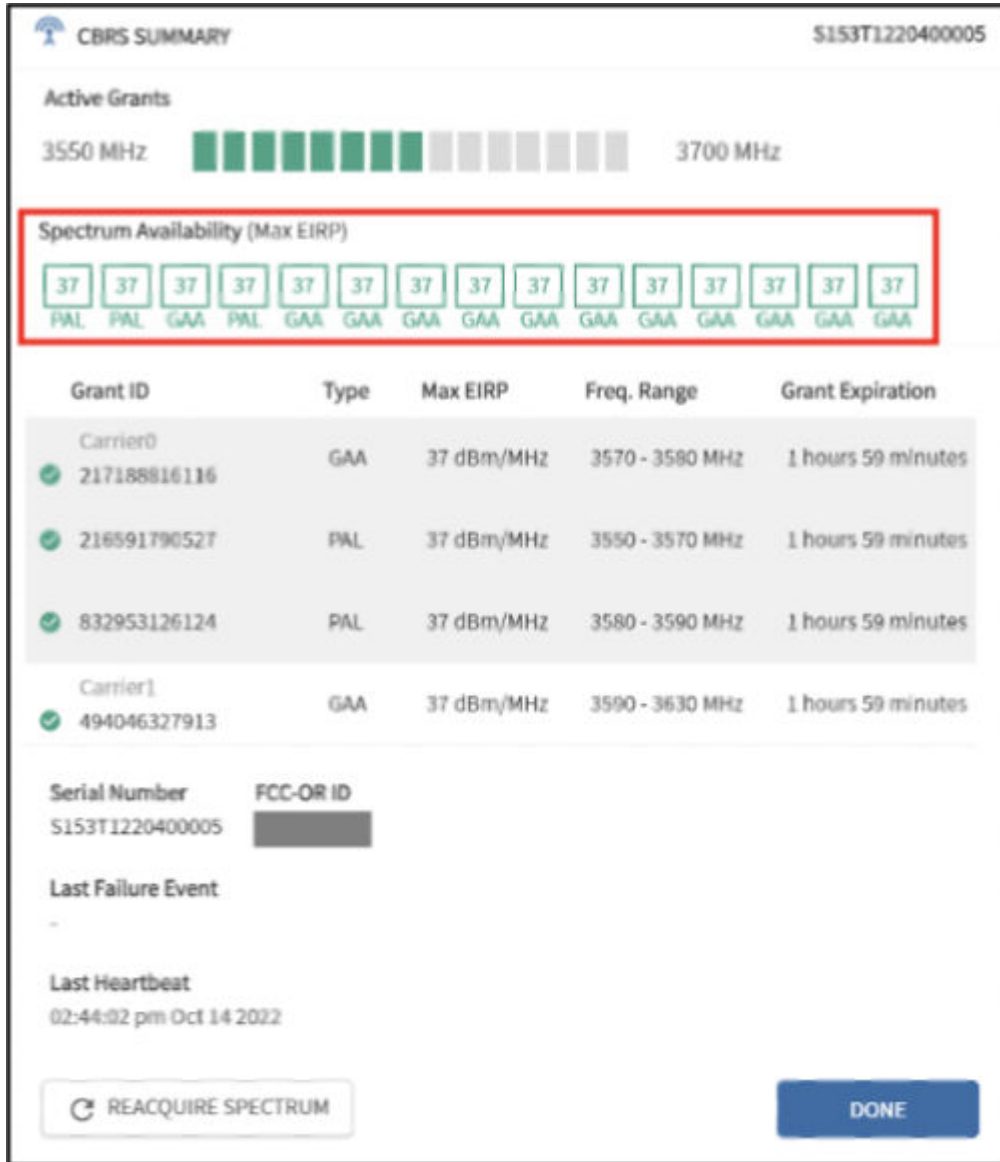 CBRS SUMMARY S153T1220400005
Active Grants
3550 MHz 3700 MHz
Spectrum Availability (Max EIRP)
37 37 37 37 37 37 37 37 37 37 37 37 37 37 37
PAL PAL GAA PAL GAA GAA GAA GAA GAA GAA GAA GAA GAA GAA GAA
Grant ID Type Max EIRP Freq. Range Grant Expiration
Carrier0
217188816116 GAA 37 dBm/MHz 3570 - 3580 MHz 1 hours 59 minutes
216591790527 PAL 37 dBm/MHz 3550 - 3570 MHz 1 hours 59 minutes
832953126124 PAL 37 dBm/MHz 3580 - 3590 MHz 1 hours 59 minutes
Carrier1
494046327913 GAA 37 dBm/MHz 3590 - 3630 MHz 1 hours 59 minutes
Serial Number FCC-OR ID
S153T1220400005
Last Failure Event
-
Last Heartbeat
02:44:02 pm Oct 14 2022
REACQUIRE SPECTRUM DONE